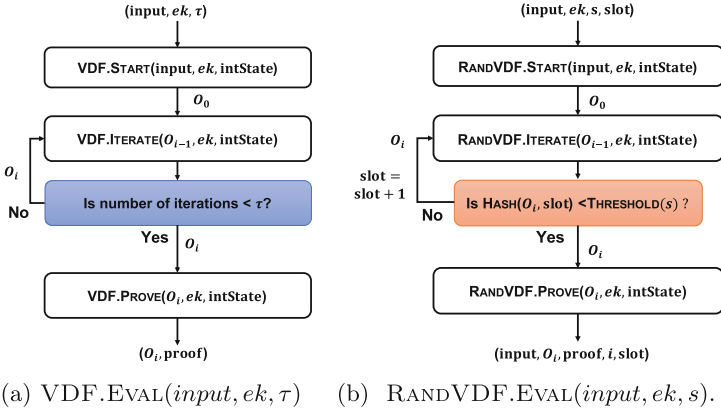 (input, ek, τ)
VDF.START(input, ek, intState)
O₀
VDF.ITERATE(Oᵢ₋₁, ek, intState)
Oᵢ
Is number of iterations < τ?
No
Yes
Oᵢ
VDF.PROVE(Oᵢ, ek, intState)
(Oᵢ, proof)
(a) VDF.EVAL(input, ek, τ)
(input, ek, s, slot)
RANDVDF.START(input, ek, intState)
O₀
Oᵢ
RANDVDF.ITERATE(Oᵢ₋₁, ek, intState)
slot =
slot + 1
Is HASH(Oᵢ, slot) <THRESHOLD(s) ?
No
Yes
Oᵢ
RANDVDF.PROVE(Oᵢ, ek, intState)
(input, Oᵢ, proof, i, slot)
(b) RANDVDF.EVAL(input, ek, s).